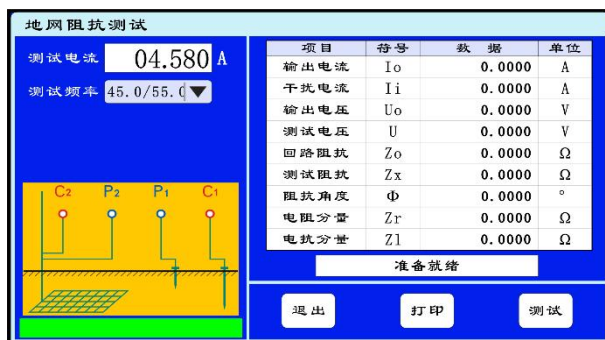 地网阻抗测试
测试电流 04.580 A
测试频率 45.0/55.0
C2 P2 P1 C1
项目 符号 数 据 单位
输出电流 Io 0.0000 A
干扰电流 Ii 0.0000 A
输出电压 Uo 0.0000 V
测试电压 U 0.0000 V
回路阻抗 Zo 0.0000 Ω
测试阻抗 Zx 0.0000 Ω
阻抗角度 Φ 0.0000 °
电阻分量 Zr 0.0000 Ω
电抗分量 Zl 0.0000 Ω
准备就绪
退出 打印 测试